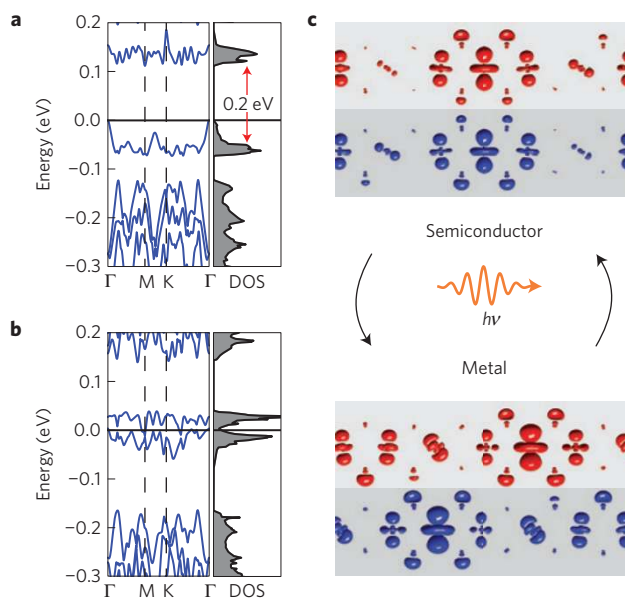 a
Energy (eV)
0.2
0.1
0.0
−0.1
−0.2
−0.3
0.2 eV
Γ M K Γ DOS
b
Energy (eV)
0.2
0.1
0.0
−0.1
−0.2
−0.3
Γ M K Γ DOS
c
Semiconductor
hν
Metal